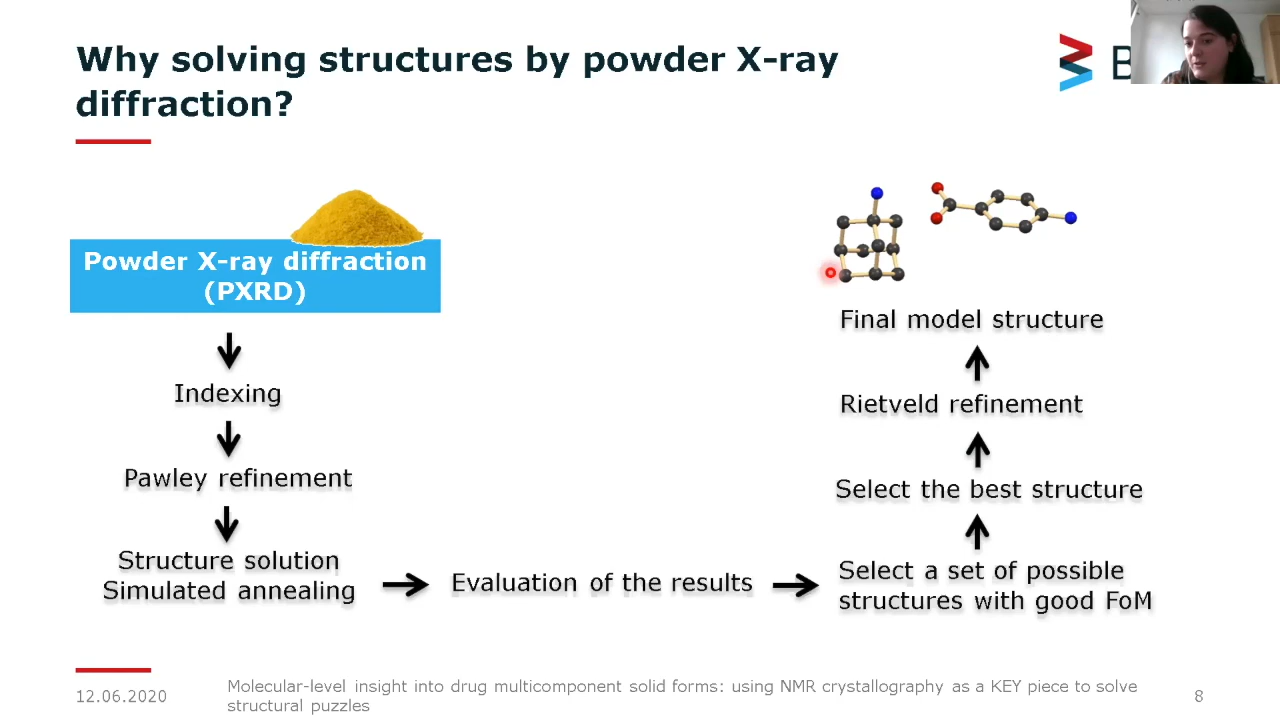 Why solving structures by powder X-ray
diffraction?
B
Powder X-ray diffraction
(PXRD)
Indexing
Pawley refinement
Structure solution
Simulated annealing
Evaluation of the results
Select a set of possible
structures with good FoM
Select the best structure
Rietveld refinement
Final model structure
12.06.2020
Molecular-level insight into drug multicomponent solid forms: using NMR crystallography as a KEY piece to solve
structural puzzles
8